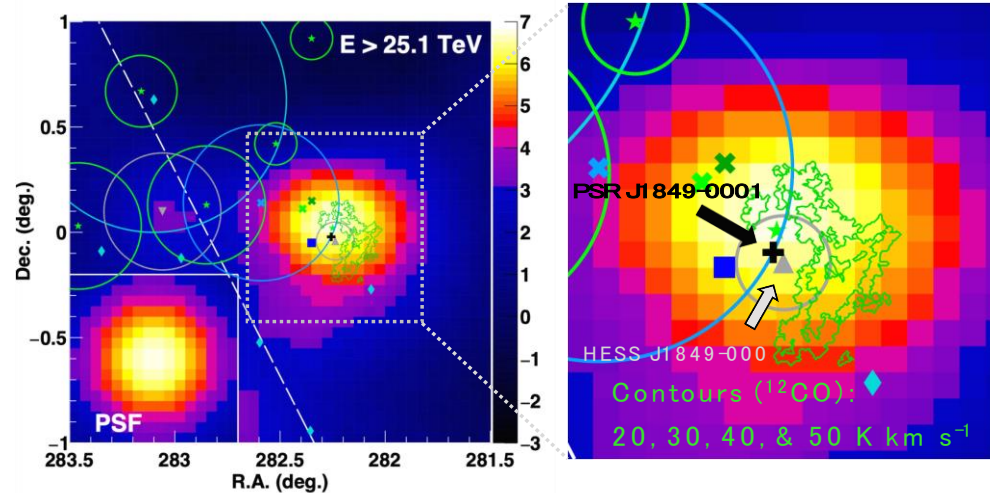 E > 25.1 TeV
1
0.5
0
−0.5
−1
Dec. (deg.)
PSF
283.5 283 282.5 282 281.5
R.A. (deg.)
7
6
5
4
3
2
1
0
−1
−2
−3
PSR J1849-0001
HESS J1849-000
Contours (¹²CO):
20, 30, 40, & 50 K km s⁻¹